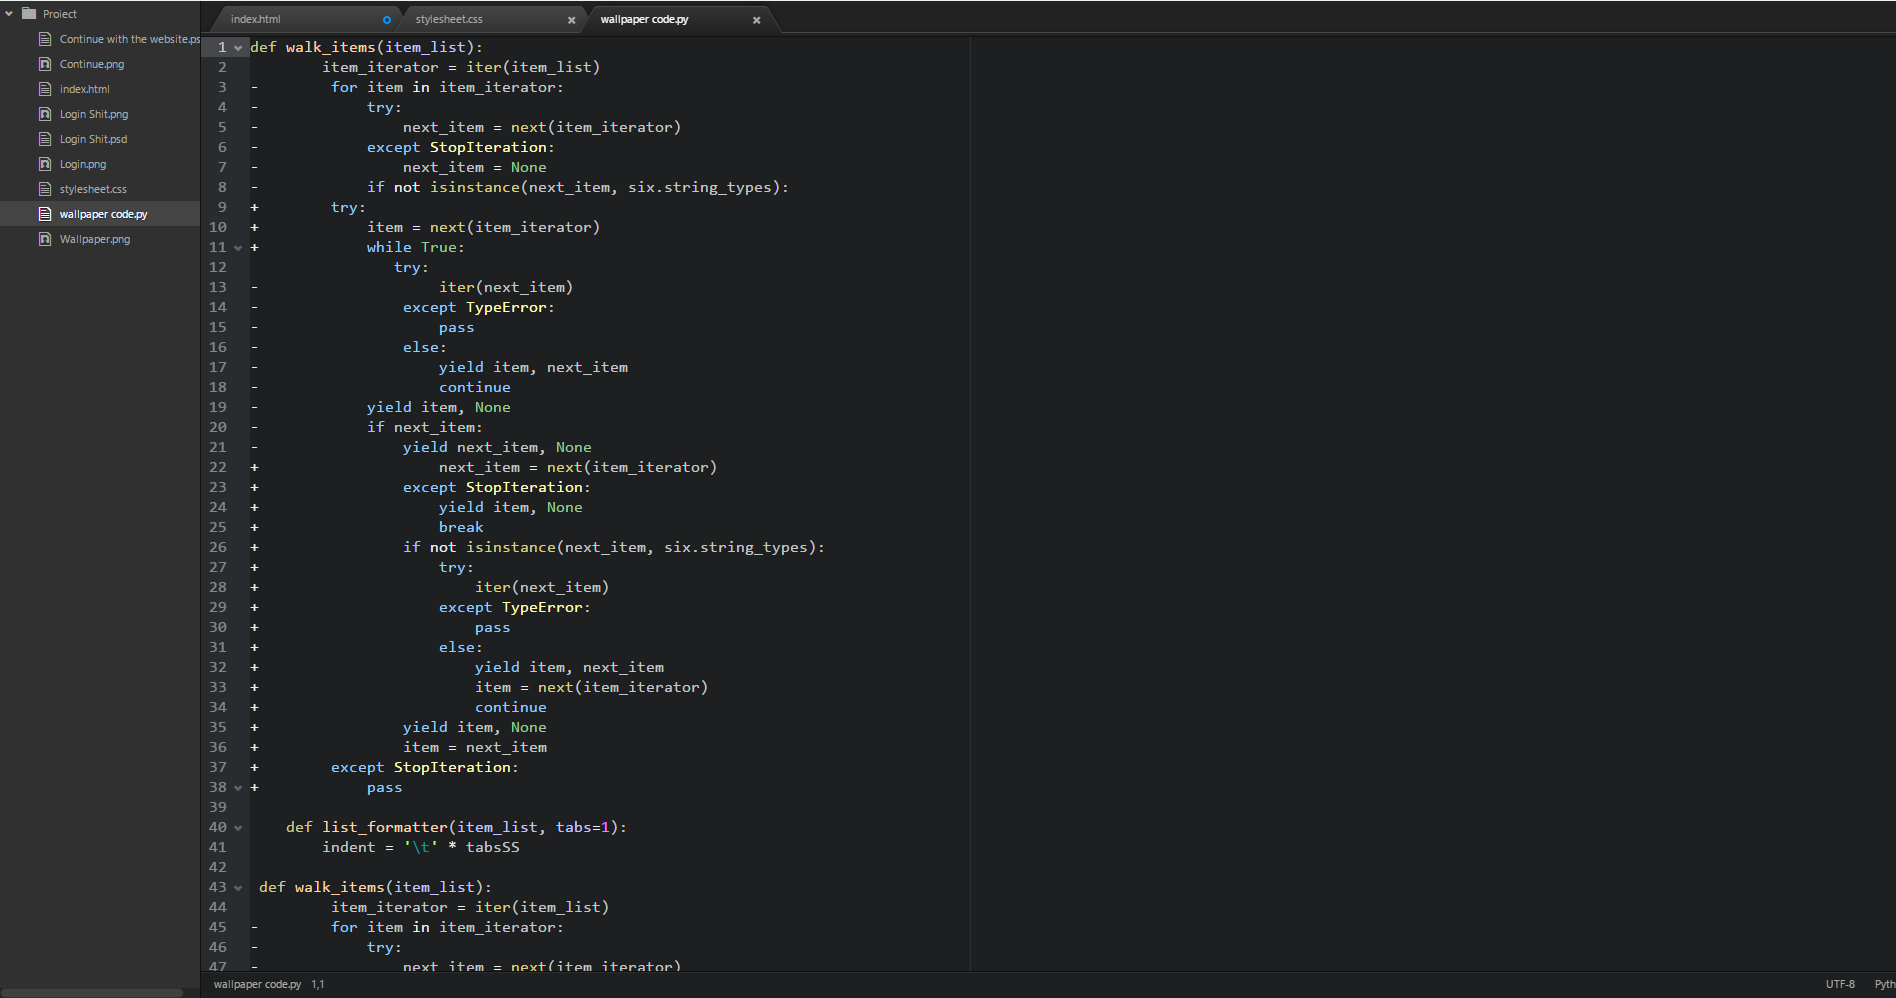 Project
Continue with the website.ps
Continue.png
index.html
Login Shit.png
Login Shit.psd
Login.png
stylesheet.css
wallpaper code.py
Wallpaper.png
index.html stylesheet.css wallpaper code.py
1 def walk_items(item_list):
2         item_iterator = iter(item_list)
3 -        for item in item_iterator:
4 -            try:
5 -                next_item = next(item_iterator)
6 -            except StopIteration:
7 -                next_item = None
8 -            if not isinstance(next_item, six.string_types):
9 +        try:
10 +            item = next(item_iterator)
11 +            while True:
12                 try:
13 -                    iter(next_item)
14 -                except TypeError:
15 -                    pass
16 -                else:
17 -                    yield item, next_item
18 -                    continue
19 -            yield item, None
20 -            if next_item:
21 -                yield next_item, None
22 +                    next_item = next(item_iterator)
23 +                except StopIteration:
24 +                    yield item, None
25 +                    break
26 +                if not isinstance(next_item, six.string_types):
27 +                    try:
28 +                        iter(next_item)
29 +                    except TypeError:
30 +                        pass
31 +                    else:
32 +                        yield item, next_item
33 +                        item = next(item_iterator)
34 +                        continue
35 +                yield item, None
36 +                item = next_item
37 +        except StopIteration:
38 +            pass
39
40     def list_formatter(item_list, tabs=1):
41         indent = '\t' * tabsSS
42
43  def walk_items(item_list):
44          item_iterator = iter(item_list)
45 -        for item in item_iterator:
46 -            try:
47 -                next_item = next(item_iterator)
wallpaper code.py 1,1 UTF-8 Pyth